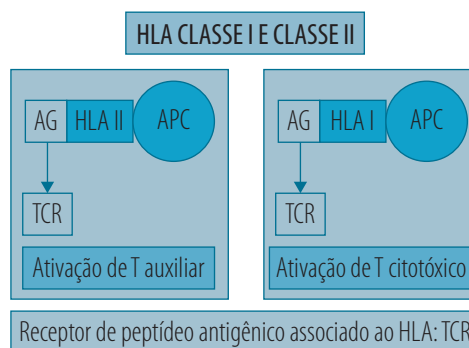 HLA CLASSE I E CLASSE II
AG HLA II APC
TCR
Ativação de T auxiliar
AG HLA I APC
TCR
Ativação de T citotóxico
Receptor de peptídeo antigênico associado ao HLA: TCR